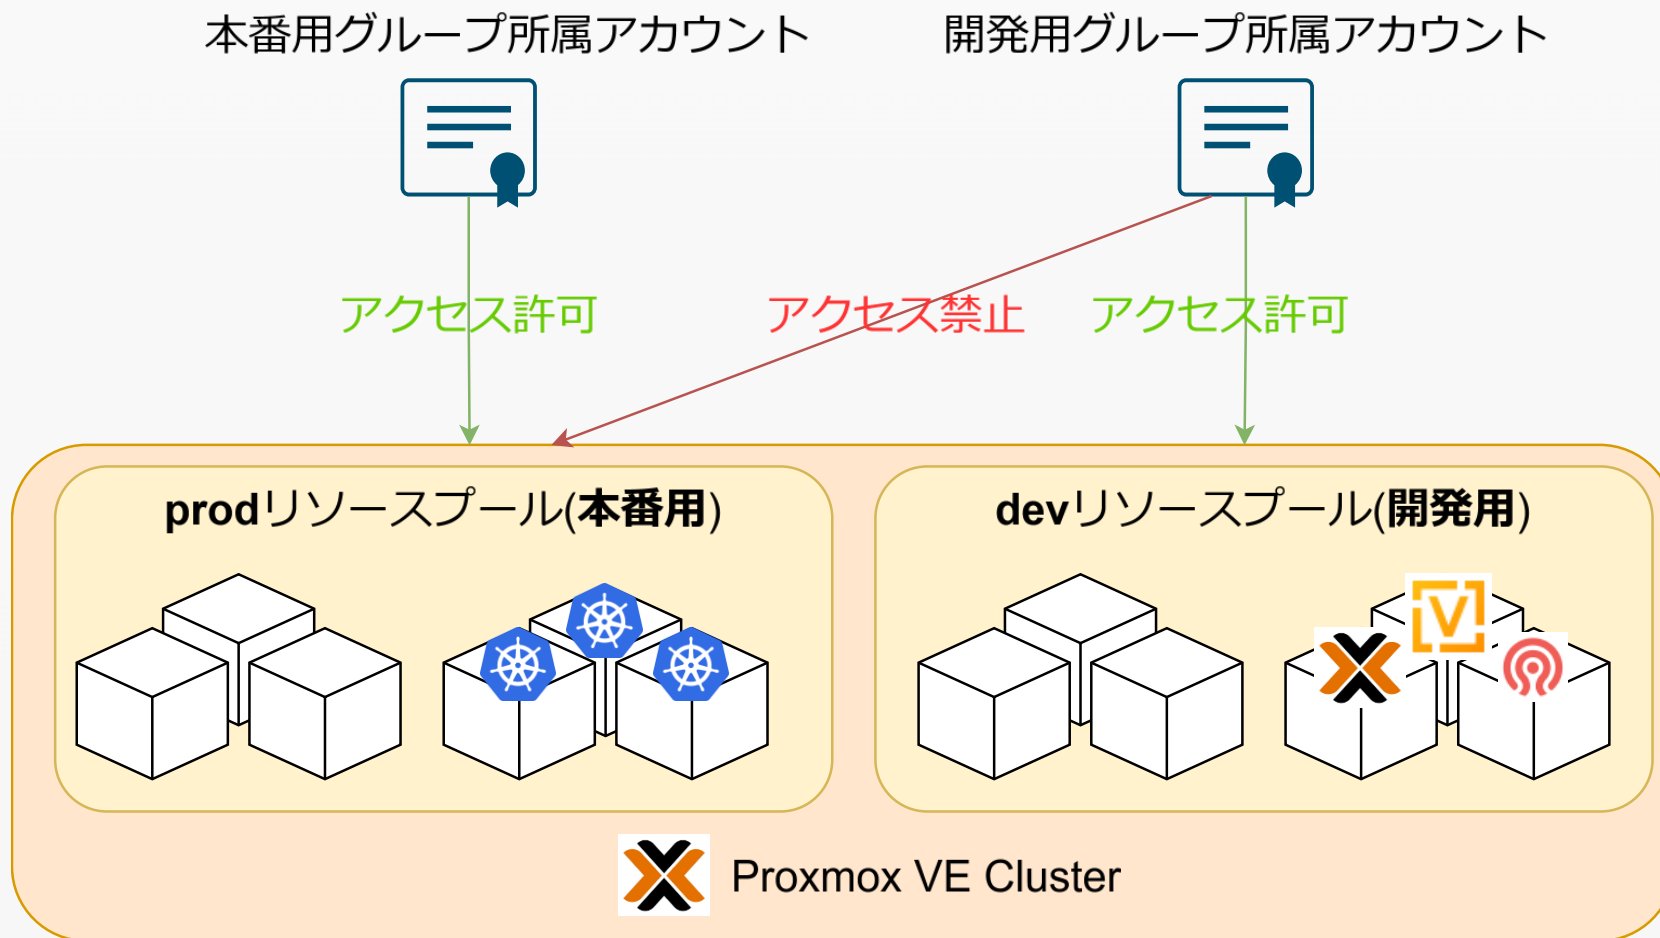 本番用グループ所属アカウント
開発用グループ所属アカウント
アクセス許可
アクセス禁止
アクセス許可
prodリソースプール(本番用)
devリソースプール(開発用)
V
Proxmox VE Cluster